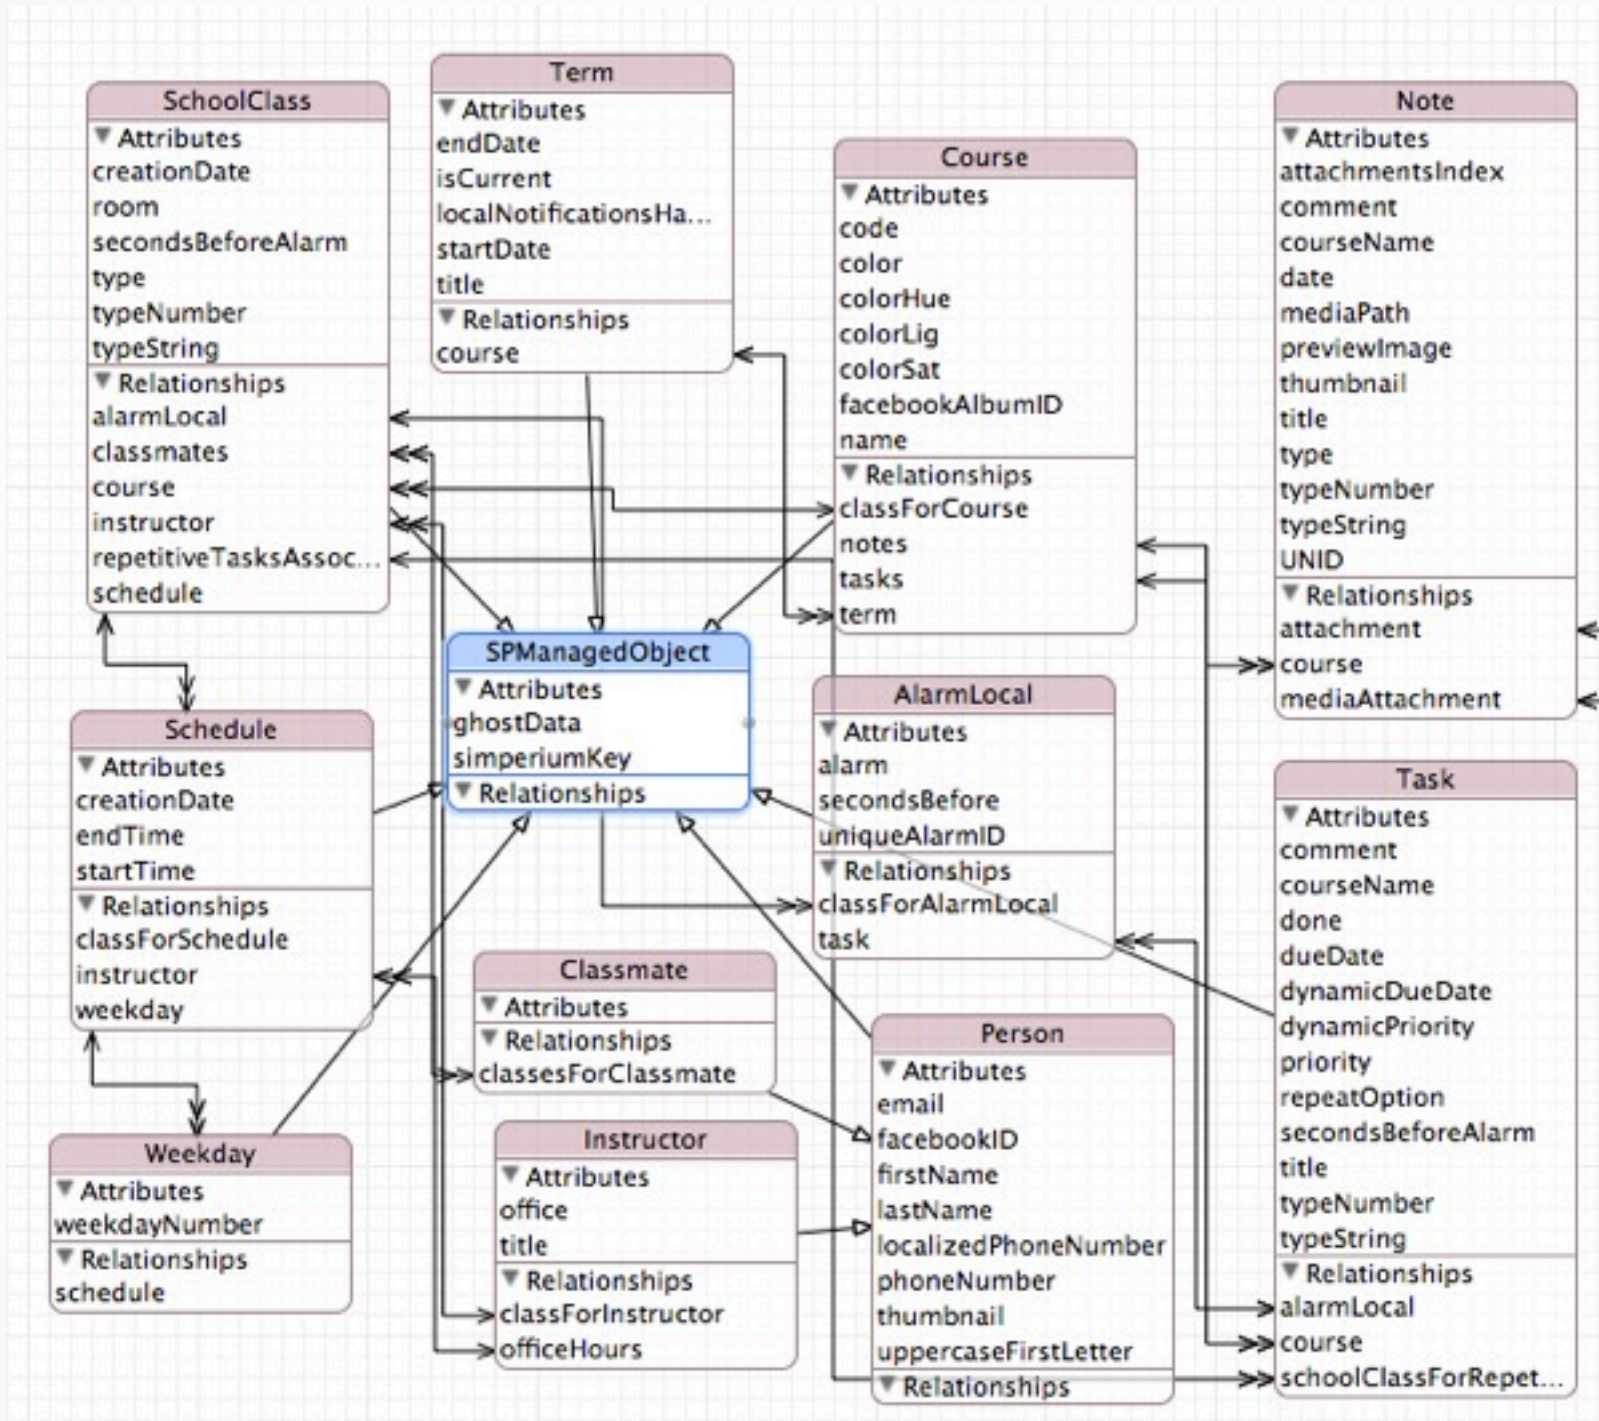 SchoolClass
Attributes
creationDate
room
secondsBeforeAlarm
type
typeNumber
typeString
Relationships
alarmLocal
classmates
course
instructor
repetitiveTasksAssoc...
schedule
Term
Attributes
endDate
isCurrent
localNotificationsHa...
startDate
title
Relationships
course
Course
Attributes
code
color
colorHue
colorLig
colorSat
facebookAlbumID
name
Relationships
classForCourse
notes
tasks
term
Note
Attributes
attachmentsIndex
comment
courseName
date
mediaPath
previewImage
thumbnail
title
type
typeNumber
typeString
UNID
Relationships
attachment
course
mediaAttachment
SPManagedObject
Attributes
ghostData
simperiumKey
Relationships
AlarmLocal
Attributes
alarm
secondsBefore
uniqueAlarmID
Relationships
classForAlarmLocal
task
Schedule
Attributes
creationDate
endTime
startTime
Relationships
classForSchedule
instructor
weekday
Task
Attributes
comment
courseName
done
dueDate
dynamicDueDate
dynamicPriority
priority
repeatOption
secondsBeforeAlarm
title
typeNumber
typeString
Relationships
alarmLocal
course
schoolClassForRepet...
Classmate
Attributes
Relationships
classesForClassmate
Person
Attributes
email
facebookID
firstName
lastName
localizedPhoneNumber
phoneNumber
thumbnail
uppercaseFirstLetter
Relationships
Instructor
Attributes
office
title
Relationships
classForInstructor
officeHours
Weekday
Attributes
weekdayNumber
Relationships
schedule